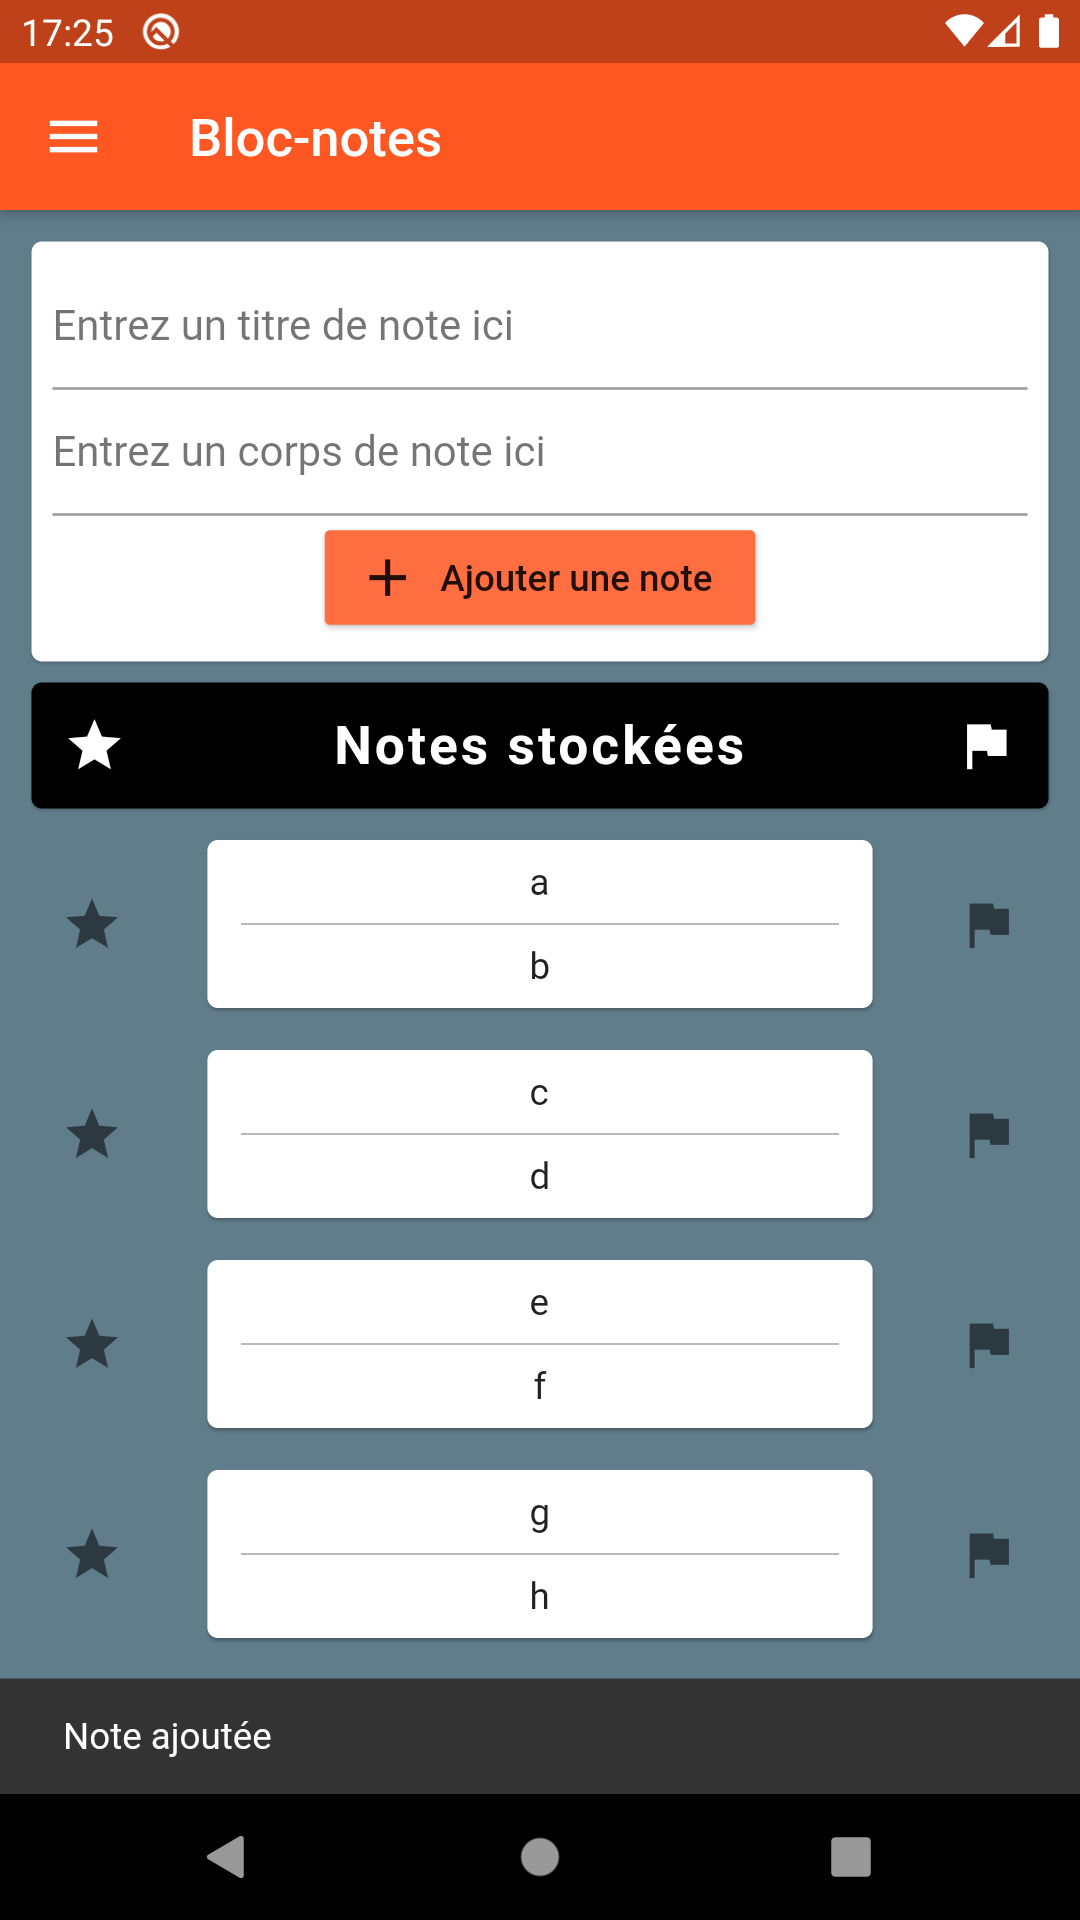 17:25
Bloc-notes
Entrez un titre de note ici
Entrez un corps de note ici
Ajouter une note
Notes stockées
a
b
c
d
e
f
g
h
Note ajoutée